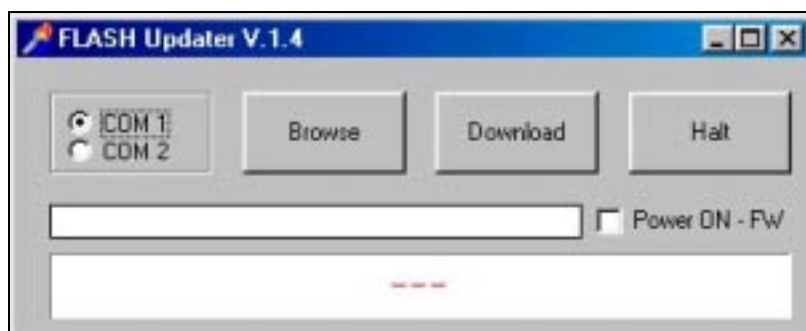 FLASH Updater V.1.4
COM 1
COM 2
Browse
Download
Halt
Power ON - FW
---